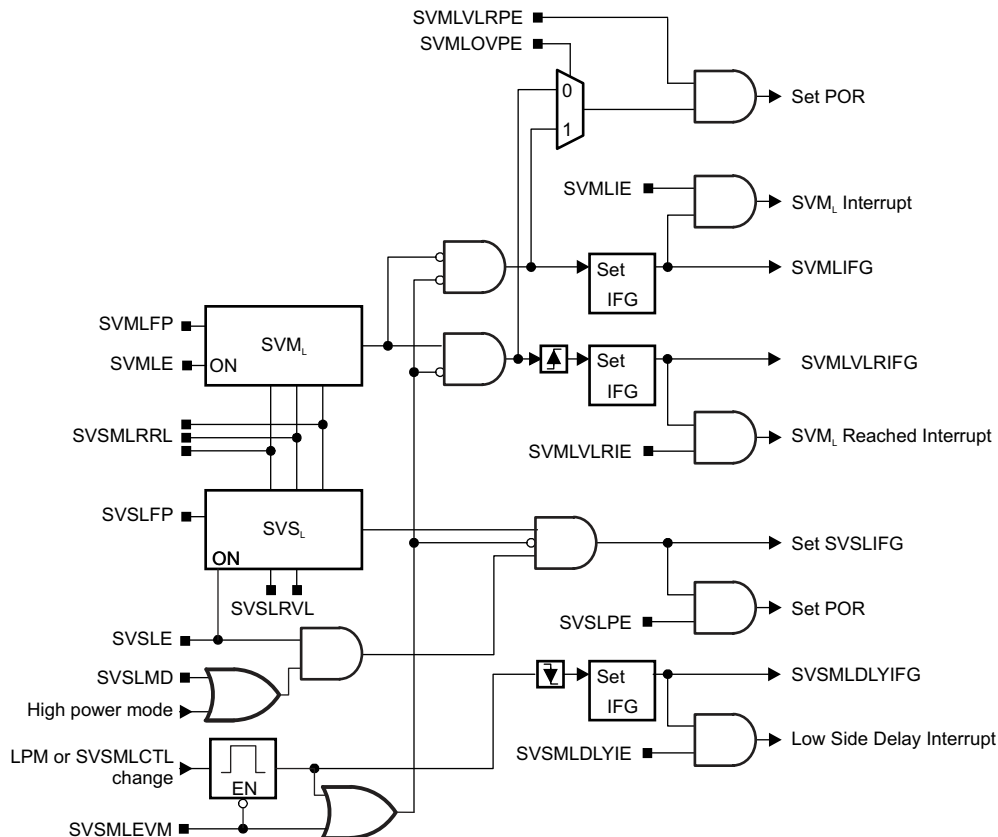 SVMLVLRPE
SVMLOVPE
0
1
Set POR
SVMLIE
SVML Interrupt
Set
IFG
SVMLIFG
SVMLFP
SVMLE
ON
SVML
Set
IFG
SVMLVLRIFG
SVSMLRRL
SVMLVLRIE
SVML Reached Interrupt
SVSLFP
SVSL
ON
Set SVSLIFG
SVSLRVL
SVSLPE
Set POR
SVSLE
SVSLMD
High power mode
Set
IFG
SVSMLDLYIFG
LPM or SVSMLCTL
change
EN
SVSMLDLYIE
Low Side Delay Interrupt
SVSMLEVM